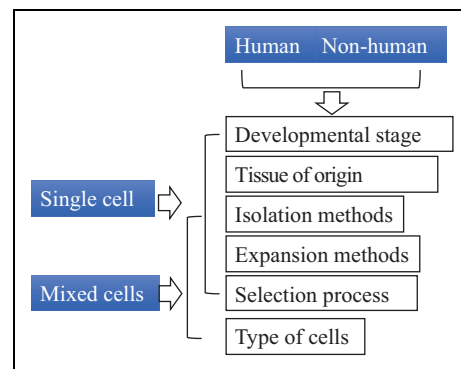 Human Non-human
Developmental stage
Tissue of origin
Single cell
Isolation methods
Expansion methods
Mixed cells
Selection process
Type of cells